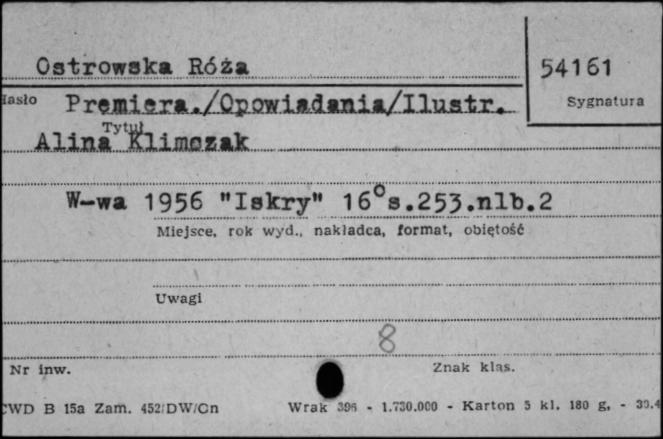 Ostrowska Róża
54161
Sygnatura
Hasło
Premiera./Opowiadania/Ilustr.
Tytuł
Alina Klimczak
W-wa 1956 "Iskry" 16° s.253.nlb.2
Miejsce, rok wyd., nakładca, format, objętość
Uwagi
8
Nr inw.
Znak klas.
CWD B 15a Zam. 452/DW/Cn
Wrak 396 - 1.730.000 - Karton 5 kl. 180 g. -